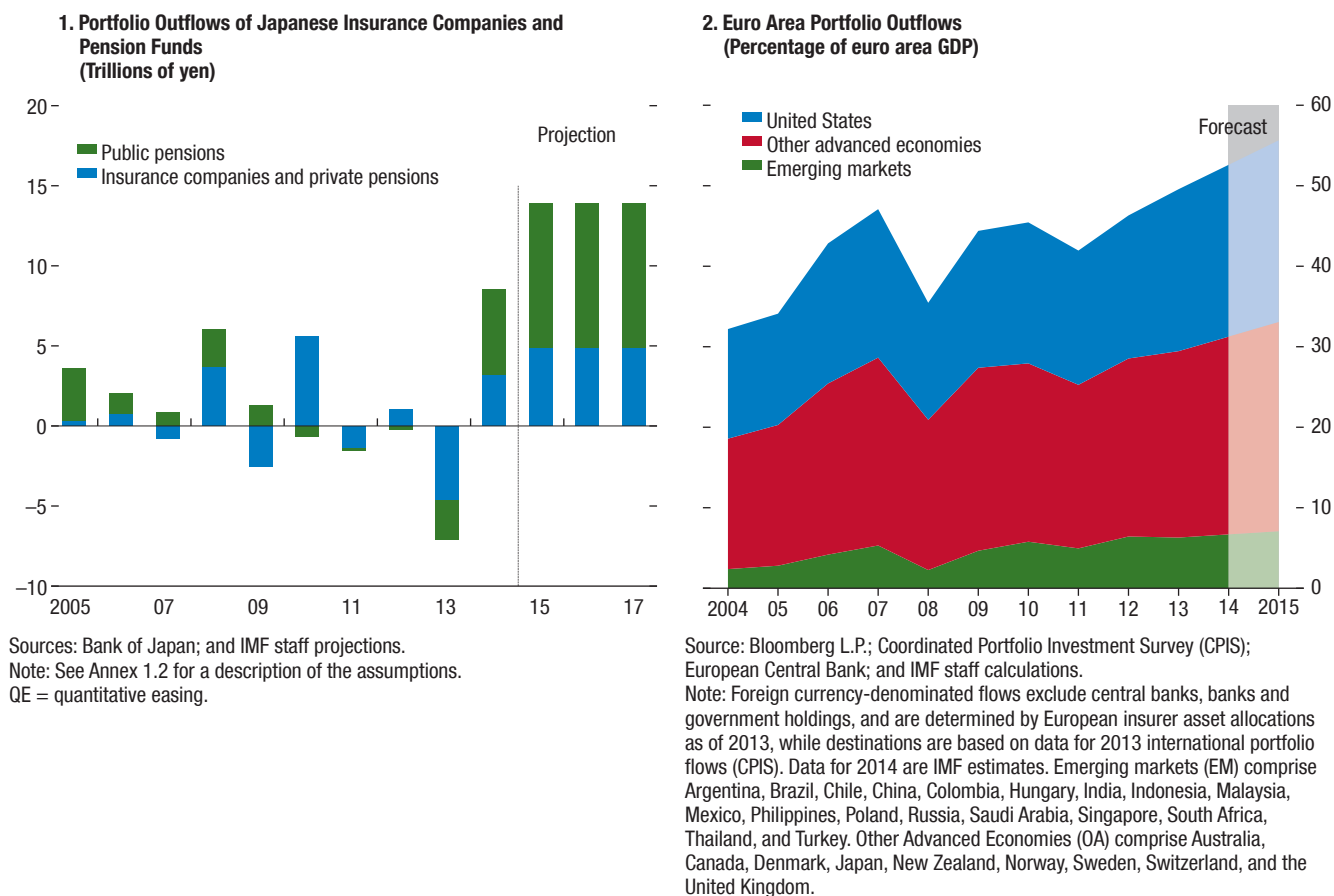 1. Portfolio Outflows of Japanese Insurance Companies and
Pension Funds
(Trillions of yen)
20
15
10
5
0
–5
–10
Public pensions
Insurance companies and private pensions
Projection
2005
07
09
11
13
15
17
Sources: Bank of Japan; and IMF staff projections.
Note: See Annex 1.2 for a description of the assumptions.
QE = quantitative easing.
2. Euro Area Portfolio Outflows
(Percentage of euro area GDP)
United States
Other advanced economies
Emerging markets
Forecast
60
50
40
30
20
10
0
2004
05
06
07
08
09
10
11
12
13
14
2015
Source: Bloomberg L.P.; Coordinated Portfolio Investment Survey (CPIS);
European Central Bank; and IMF staff calculations.
Note: Foreign currency-denominated flows exclude central banks, banks and
government holdings, and are determined by European insurer asset allocations
as of 2013, while destinations are based on data for 2013 international portfolio
flows (CPIS). Data for 2014 are IMF estimates. Emerging markets (EM) comprise
Argentina, Brazil, Chile, China, Colombia, Hungary, India, Indonesia, Malaysia,
Mexico, Philippines, Poland, Russia, Saudi Arabia, Singapore, South Africa,
Thailand, and Turkey. Other Advanced Economies (OA) comprise Australia,
Canada, Denmark, Japan, New Zealand, Norway, Sweden, Switzerland, and the
United Kingdom.